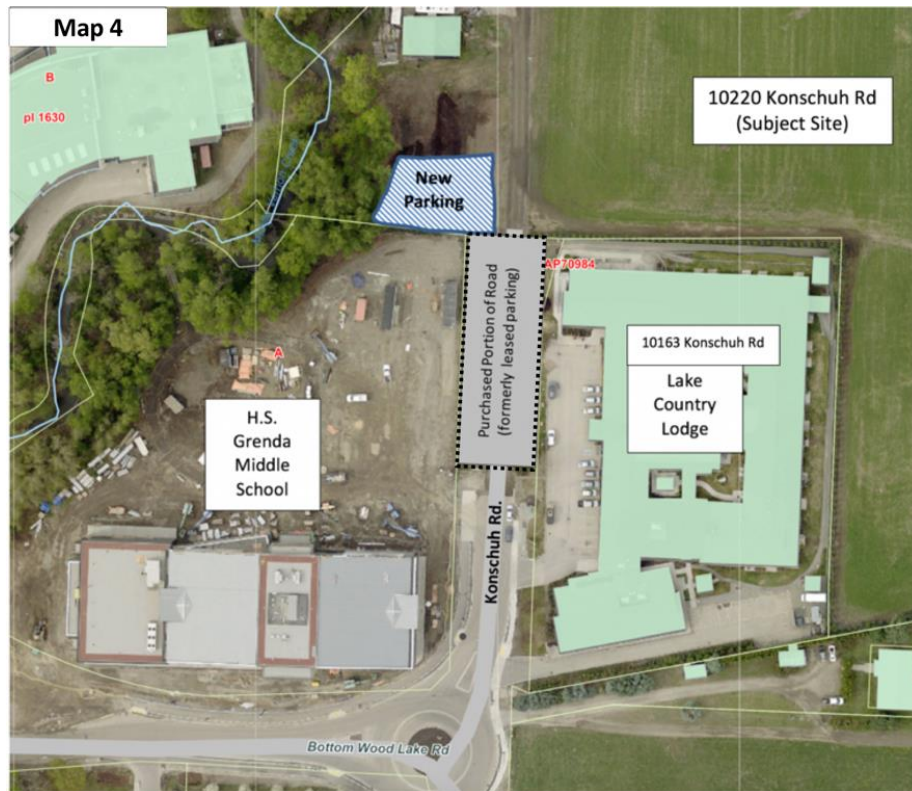 Map 4
B
pl 1630
10220 Konschuh Rd
(Subject Site)
New
Parking
Purchased Portion of Road
(formerly leased parking)
AP70984
10163 Konschuh Rd
Lake
Country
Lodge
A
H.S.
Grenda
Middle
School
Konschuh Rd.
Bottom Wood Lake Rd